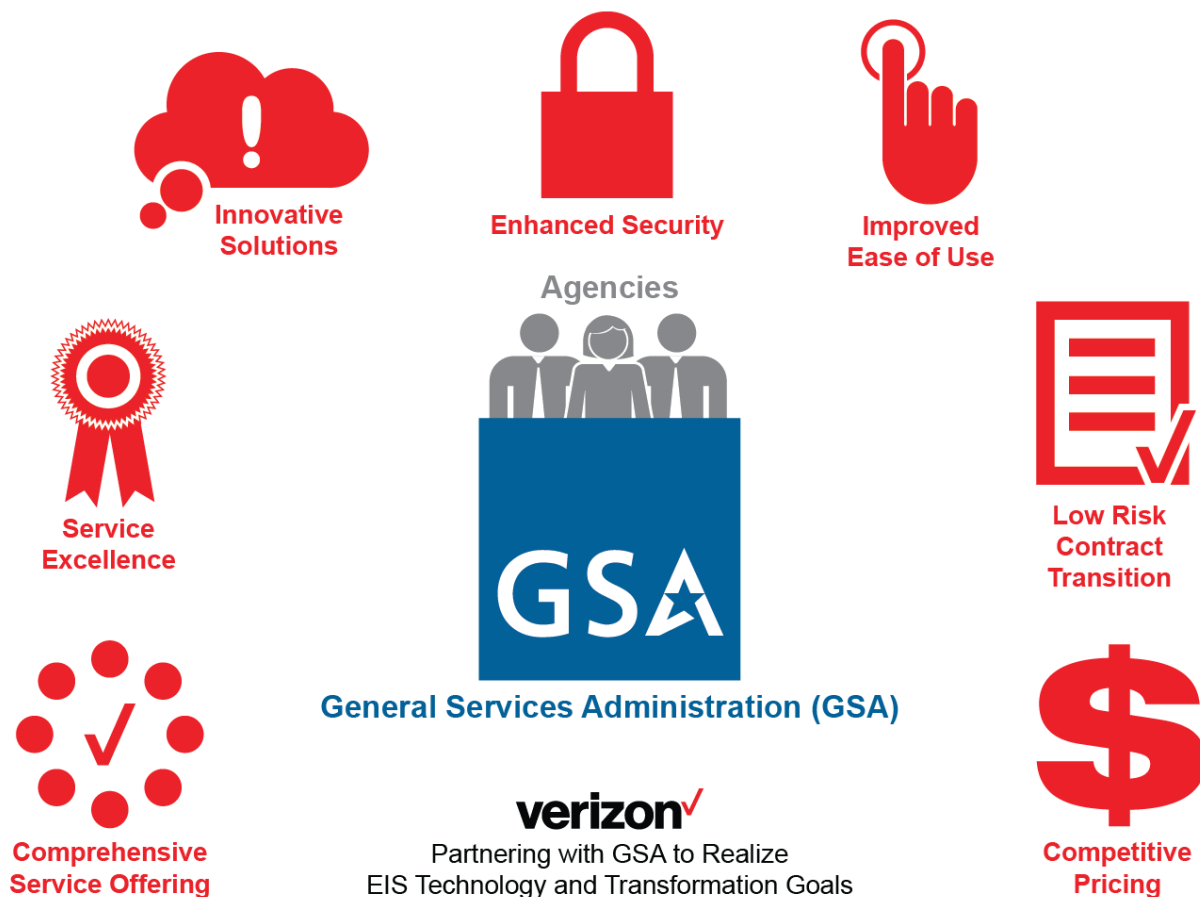 Innovative
Solutions
Enhanced Security
Improved
Ease of Use
Agencies
Service
Excellence
Low Risk
Contract
Transition
GSA
General Services Administration (GSA)
Comprehensive
Service Offering
verizon
Partnering with GSA to Realize
EIS Technology and Transformation Goals
Competitive
Pricing